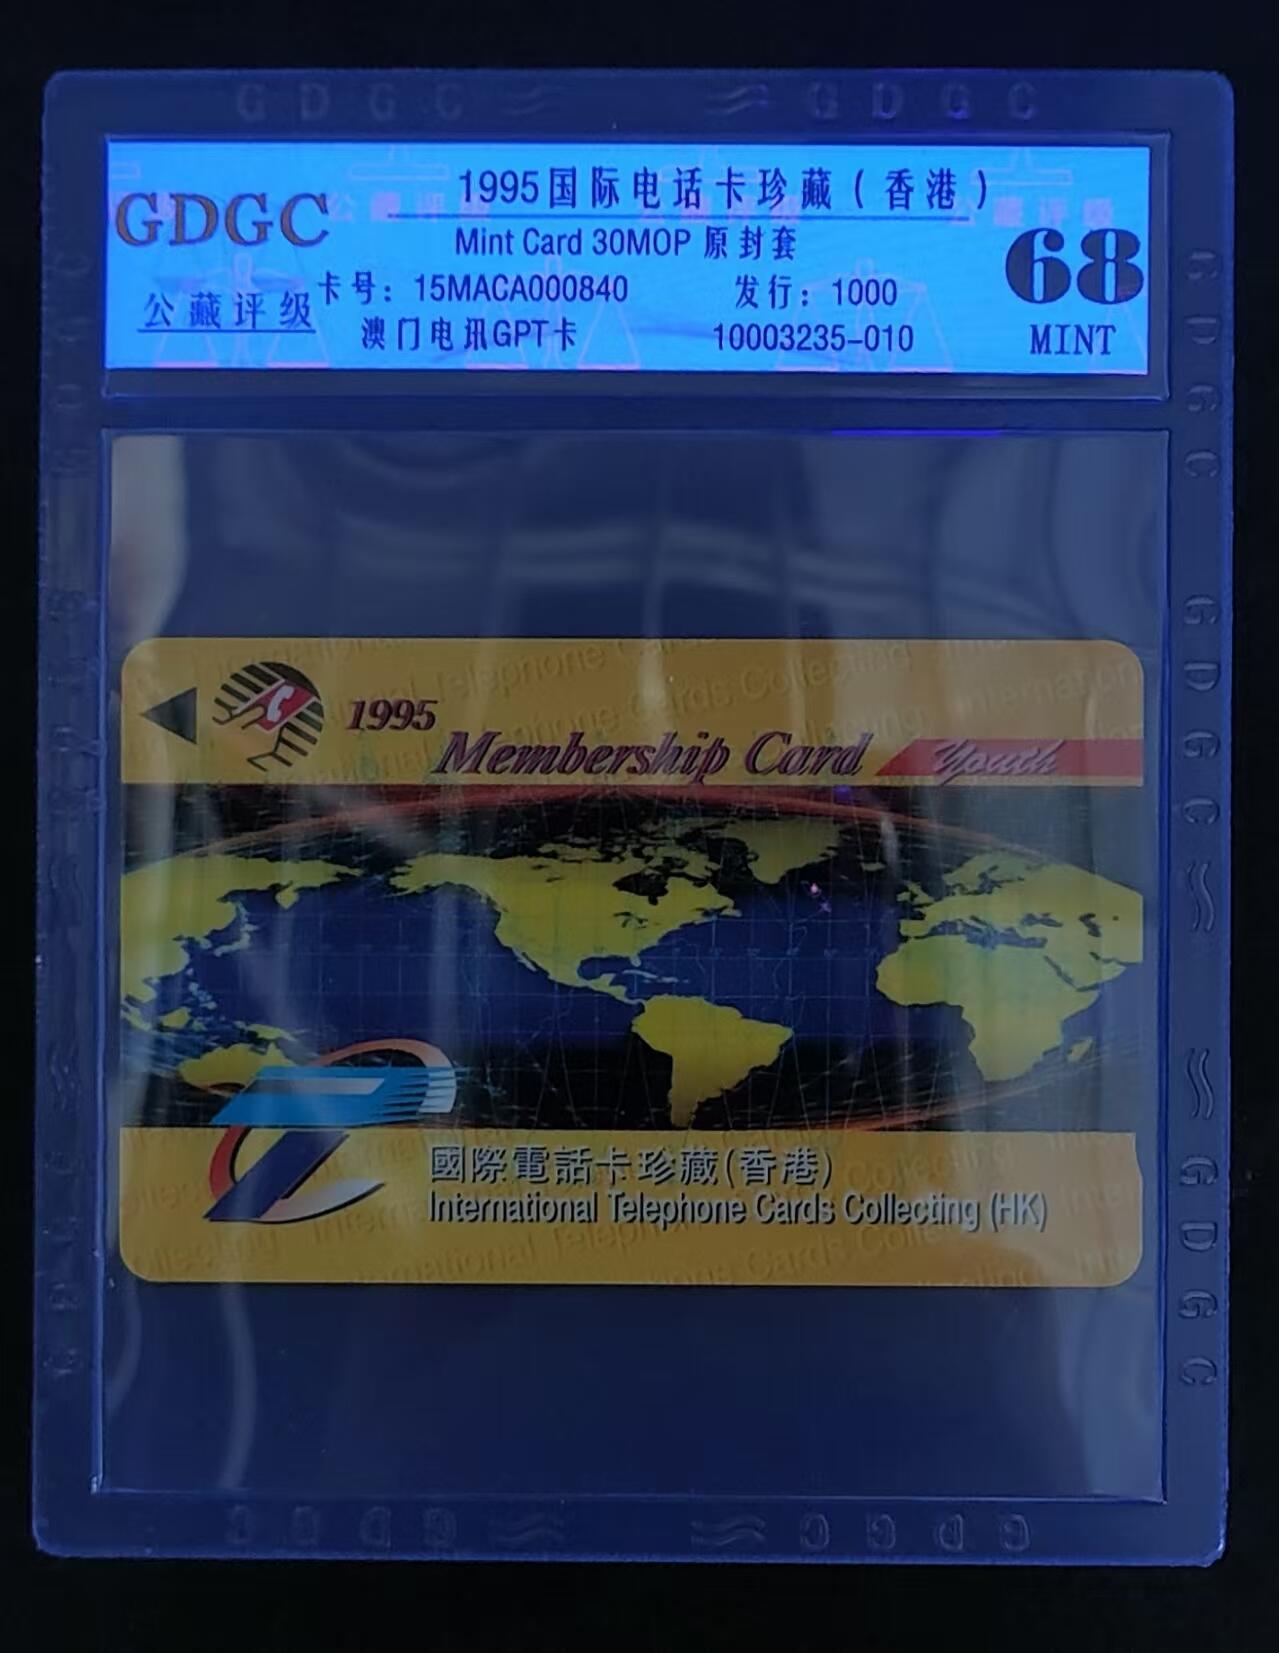 GDGC GDGC
GDGC
公藏评级
1995国际电话卡珍藏（香港）
Mint Card 30MOP 原封套
卡号：15MACA000840 发行：1000
澳门电讯GPT卡 10003235-010
68
MINT
1995
Membership Card Youth
國際電話卡珍藏(香港)
International Telephone Cards Collecting (HK)